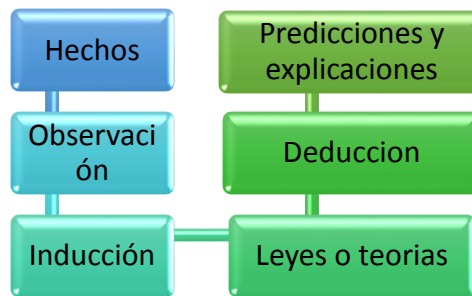 Hechos
Observaci
ón
Inducción
Leyes o teorias
Deduccion
Predicciones y
explicaciones